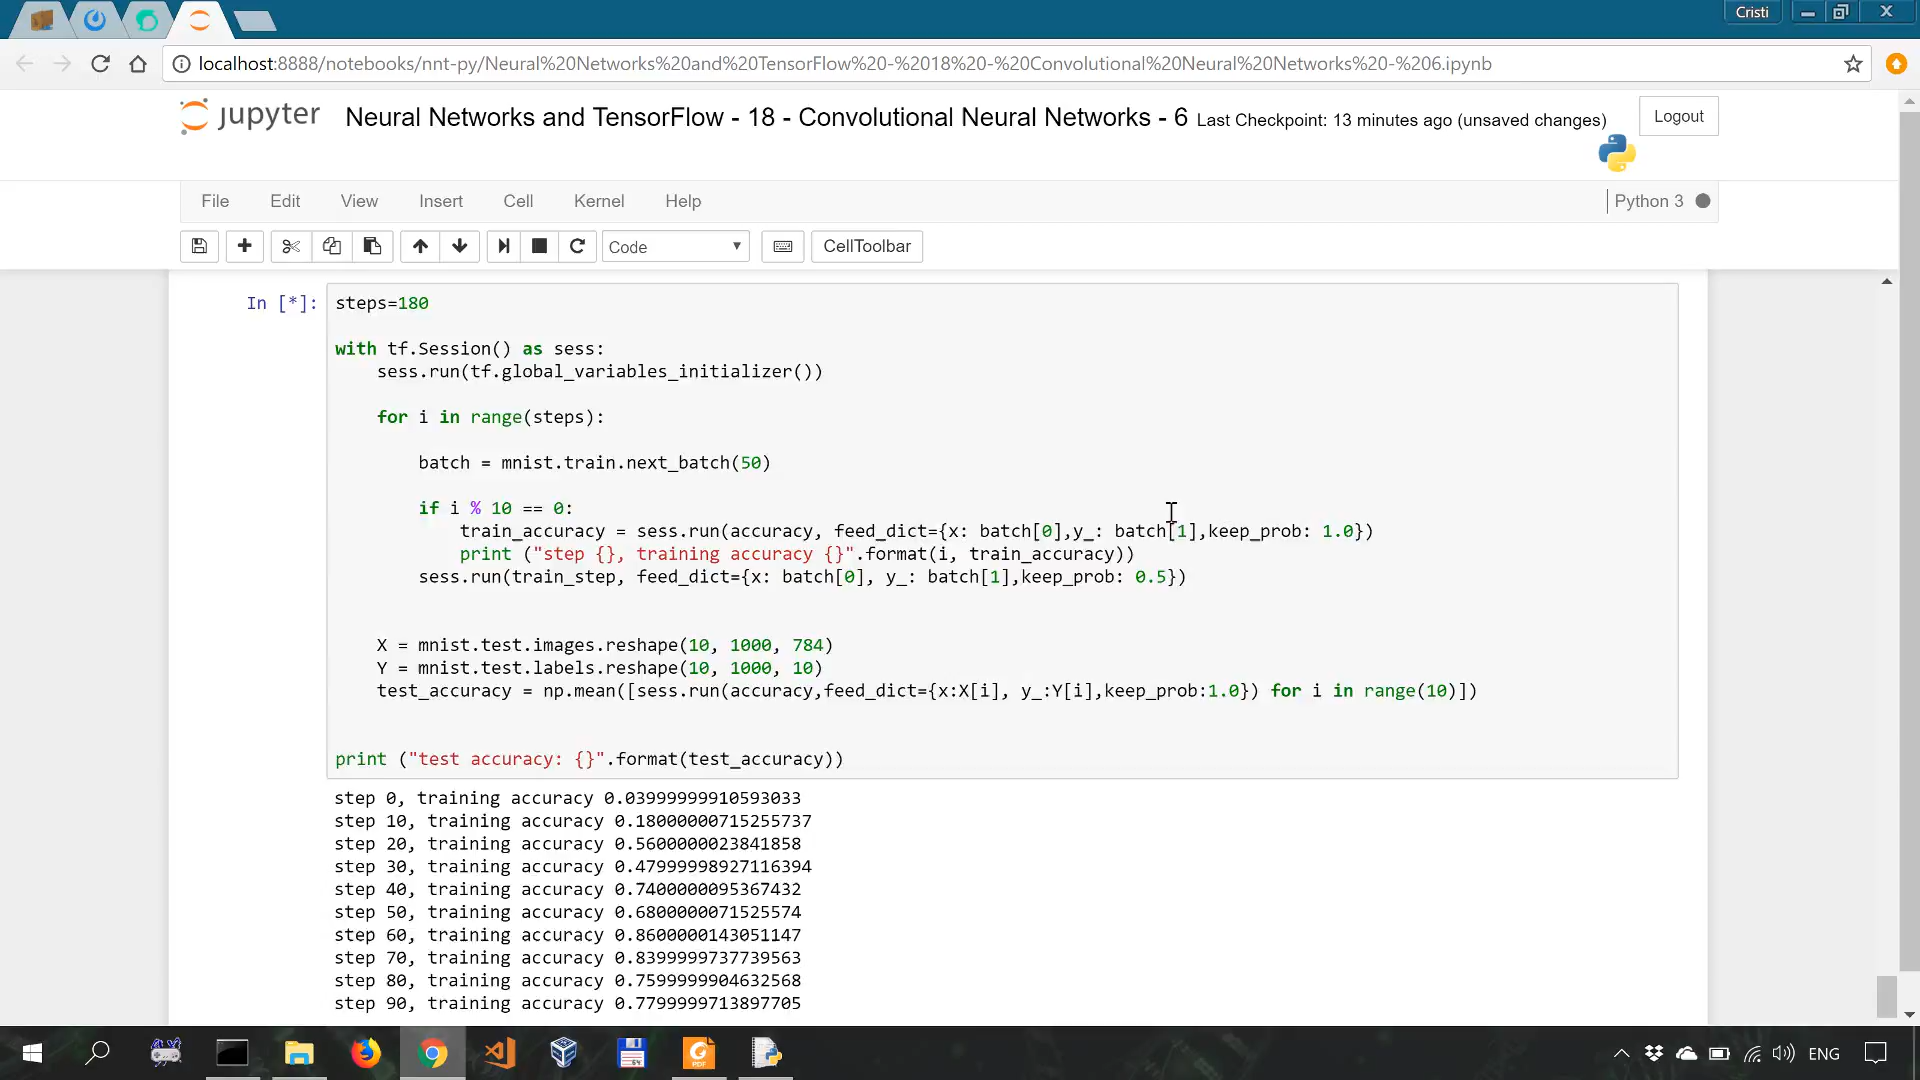 Cristi
localhost:8888/notebooks/nnt-py/Neural%20Networks%20and%20TensorFlow%20-%2018%20-%20Convolutional%20Neural%20Networks%20-%206.ipynb
jupyter Neural Networks and TensorFlow - 18 - Convolutional Neural Networks - 6 Last Checkpoint: 13 minutes ago (unsaved changes) Logout
File Edit View Insert Cell Kernel Help Python 3
Code CellToolbar
In [*]: steps=180
with tf.Session() as sess:
sess.run(tf.global_variables_initializer())
for i in range(steps):
batch = mnist.train.next_batch(50)
if i % 10 == 0:
train_accuracy = sess.run(accuracy, feed_dict={x: batch[0],y_: batch[1],keep_prob: 1.0})
print ("step {}, training accuracy {}".format(i, train_accuracy))
sess.run(train_step, feed_dict={x: batch[0], y_: batch[1],keep_prob: 0.5})
X = mnist.test.images.reshape(10, 1000, 784)
Y = mnist.test.labels.reshape(10, 1000, 10)
test_accuracy = np.mean([sess.run(accuracy,feed_dict={x:X[i], y_:Y[i],keep_prob:1.0}) for i in range(10)])
print ("test accuracy: {}".format(test_accuracy))
step 0, training accuracy 0.03999999910593033
step 10, training accuracy 0.18000000715255737
step 20, training accuracy 0.5600000023841858
step 30, training accuracy 0.47999998927116394
step 40, training accuracy 0.7400000095367432
step 50, training accuracy 0.6800000071525574
step 60, training accuracy 0.8600000143051147
step 70, training accuracy 0.8399999737739563
step 80, training accuracy 0.7599999904632568
step 90, training accuracy 0.7799999713897705
64
PDF
ENG